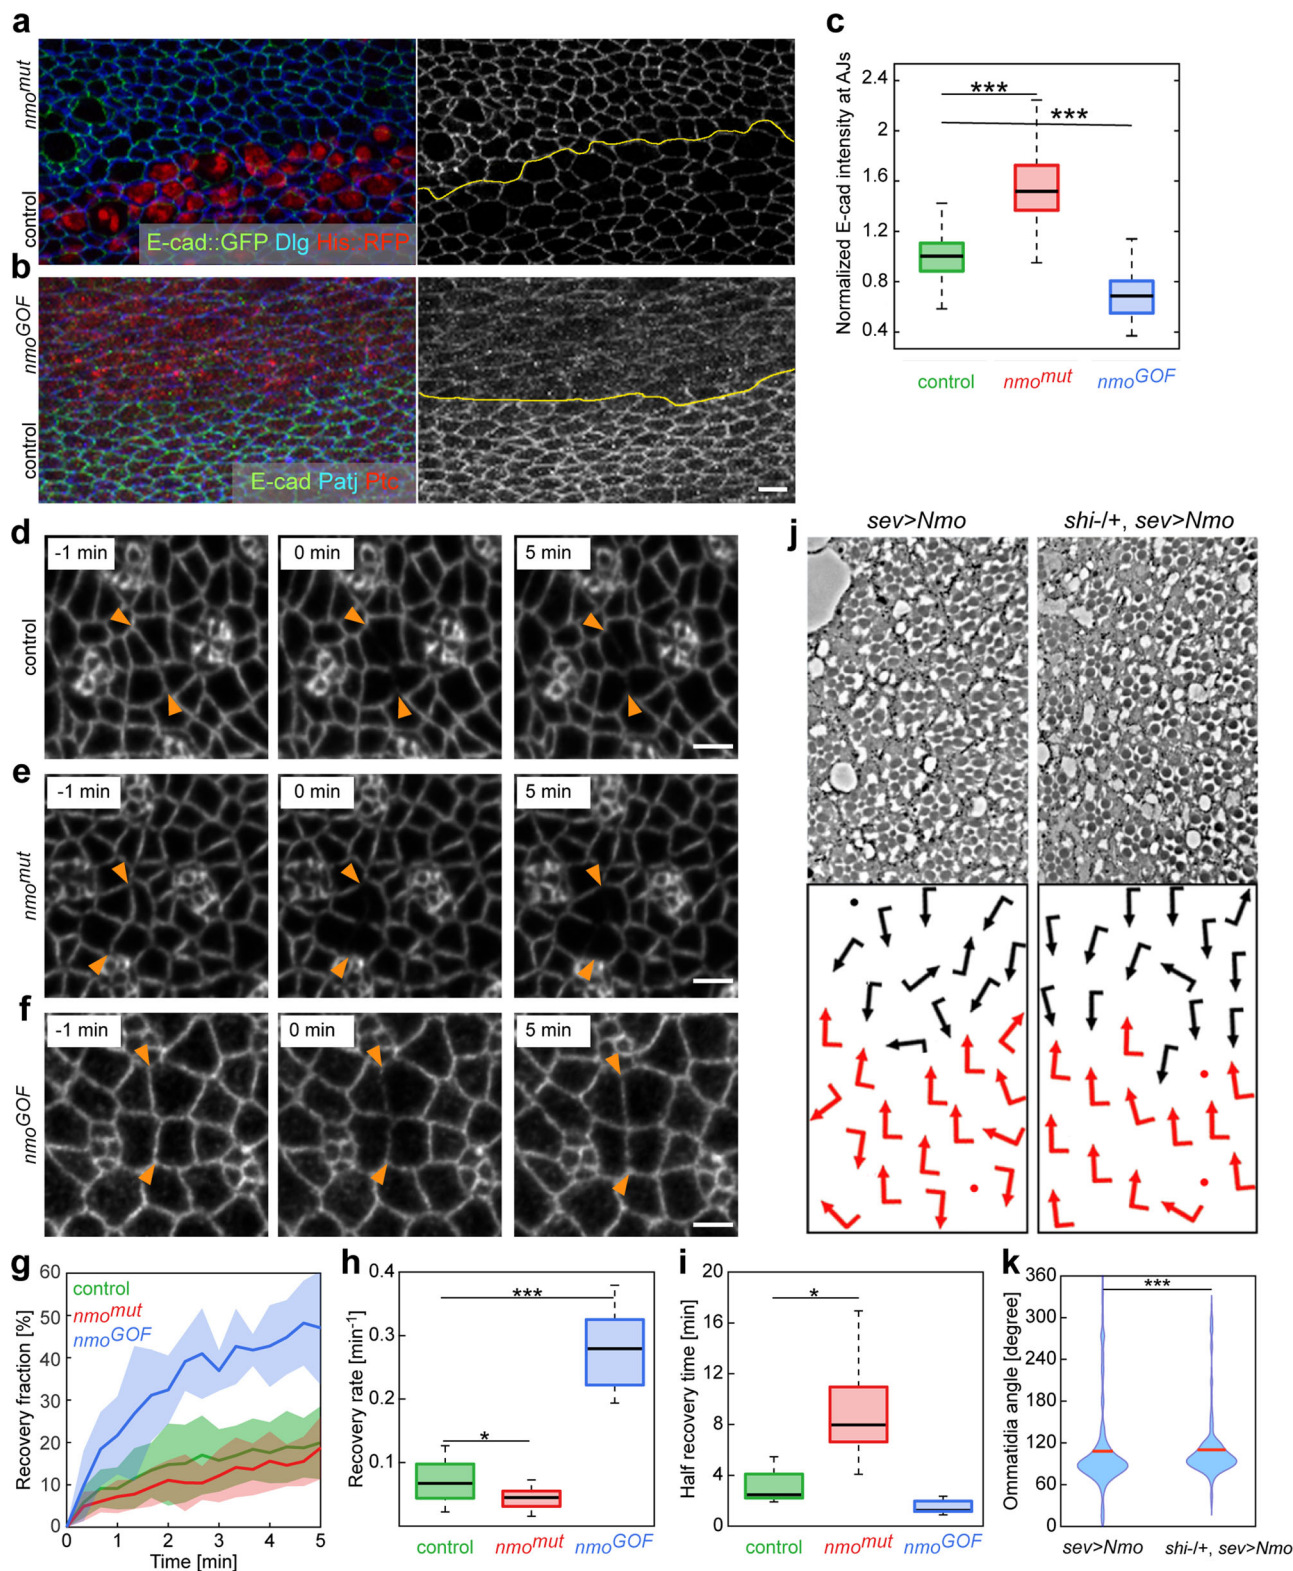 a
nmo^mut
control
E-cad::GFP Dlg His::RFP
b
nmo^GOF
control
E-cad Patj Ptc
c
Normalized E-cad intensity at AJs
2.4
2.0
1.6
1.2
0.8
0.4
***
***
control nmo^mut nmo^GOF
d
control
-1 min 0 min 5 min
e
nmo^mut
-1 min 0 min 5 min
f
nmo^GOF
-1 min 0 min 5 min
j
sev>Nmo shi-/+, sev>Nmo
g
Recovery fraction [%]
60
50
40
30
20
10
0
control
nmo^mut
nmo^GOF
0 1 2 3 4 5
Time [min]
h
Recovery rate [min⁻¹]
0.4
0.3
0.2
0.1
***
*
control nmo^mut nmo^GOF
i
Half recovery time [min]
20
16
12
8
4
0
*
control nmo^mut nmo^GOF
k
Ommatidia angle [degree]
360
300
180
120
60
0
***
sev>Nmo shi-/+, sev>Nmo